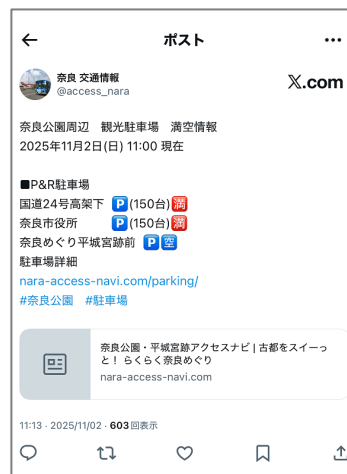 ポスト
奈良 交通情報
@access_nara
X.com
奈良公園周辺　観光駐車場　満空情報
2025年11月2日(日) 11:00 現在
■P&R駐車場
国道24号高架下 🅿️(150台)🈵
奈良市役所　　　🅿️(150台)🈵
奈良めぐり平城宮跡前 🅿️🈳
駐車場詳細
nara-access-navi.com/parking/
#奈良公園　#駐車場
奈良公園・平城宮跡アクセスナビ | 古都をスイーっ
と！ らくらく奈良めぐり
nara-access-navi.com
11:13 · 2025/11/02 · 603回表示